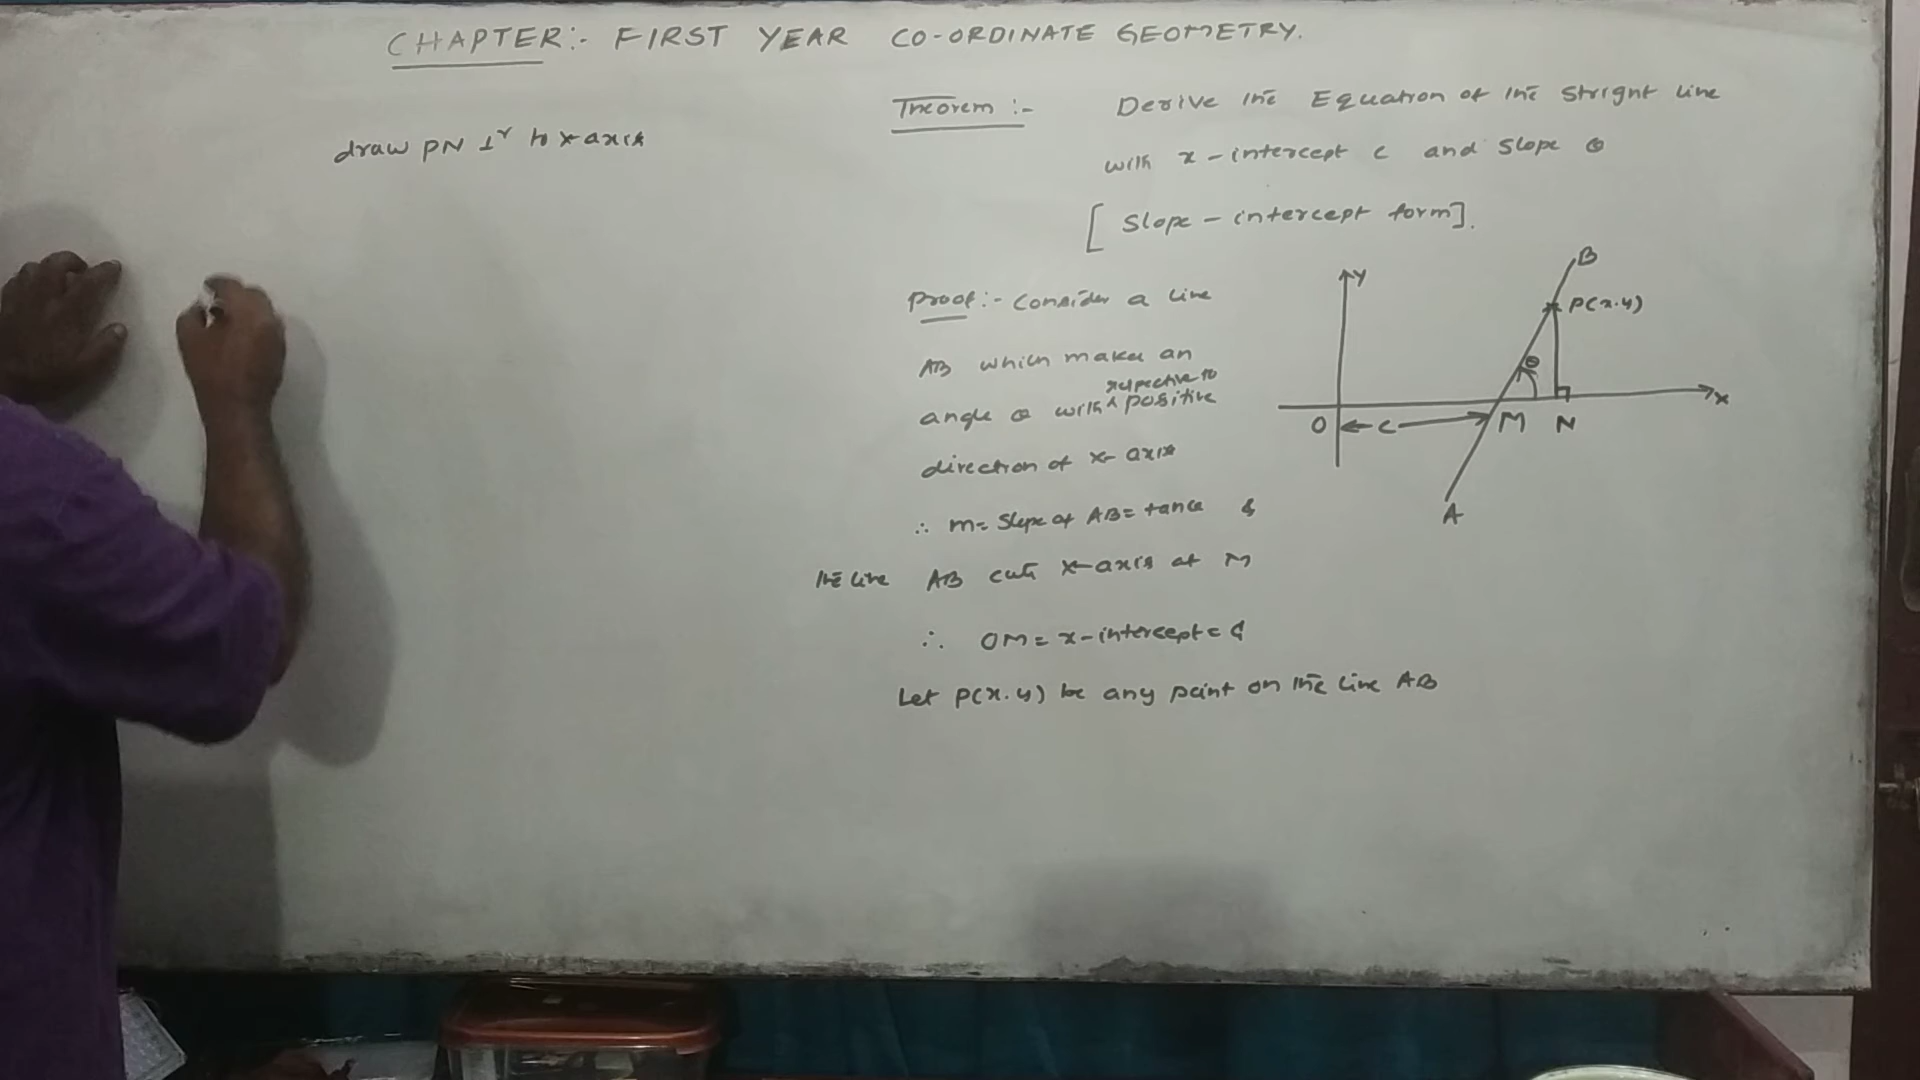 CHAPTER:- FIRST YEAR CO-ORDINATE GEOMETRY.
Theorem :- Derive the Equation of the Strignt line
with x-intercept c and slope θ
[ Slope-intercept form].
Proof:- Consider a line
AB which makes an
angle θ with ^ respective to positive
direction of x-axis
∴ m= Slope of AB= tanθ &
the line AB cuts x-axis at M
∴ OM = x-intercept = c
Let P(x.y) be any point on the line AB
Y
B
P(x.y)
θ
X
O
C
M
N
A
draw PN ⊥r to x-axis